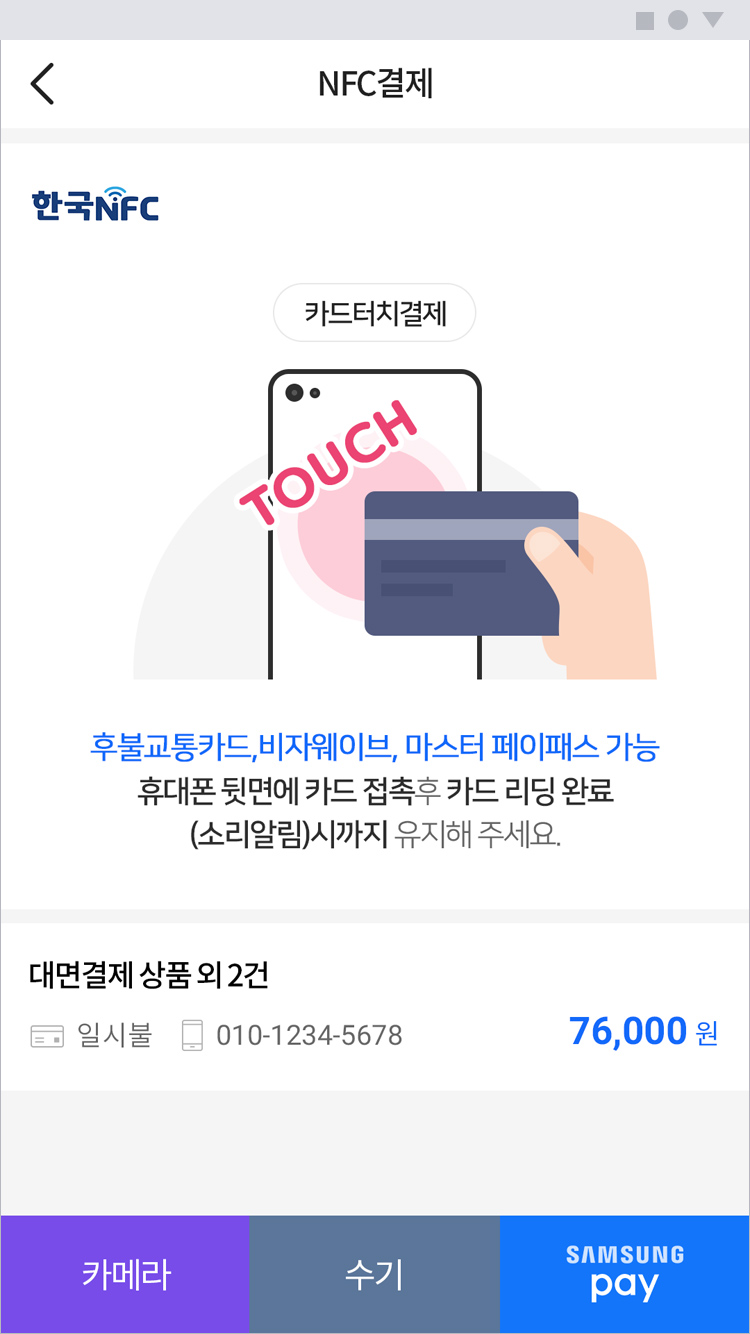 NFC결제
한국NFC
카드터치결제
TOUCH
후불교통카드,비자웨이브, 마스터 페이패스 가능
휴대폰 뒷면에 카드 접촉후 카드 리딩 완료
(소리알림)시까지 유지해 주세요.
대면결제 상품 외 2건
일시불 010-1234-5678 76,000 원
카메라 수기 SAMSUNG pay